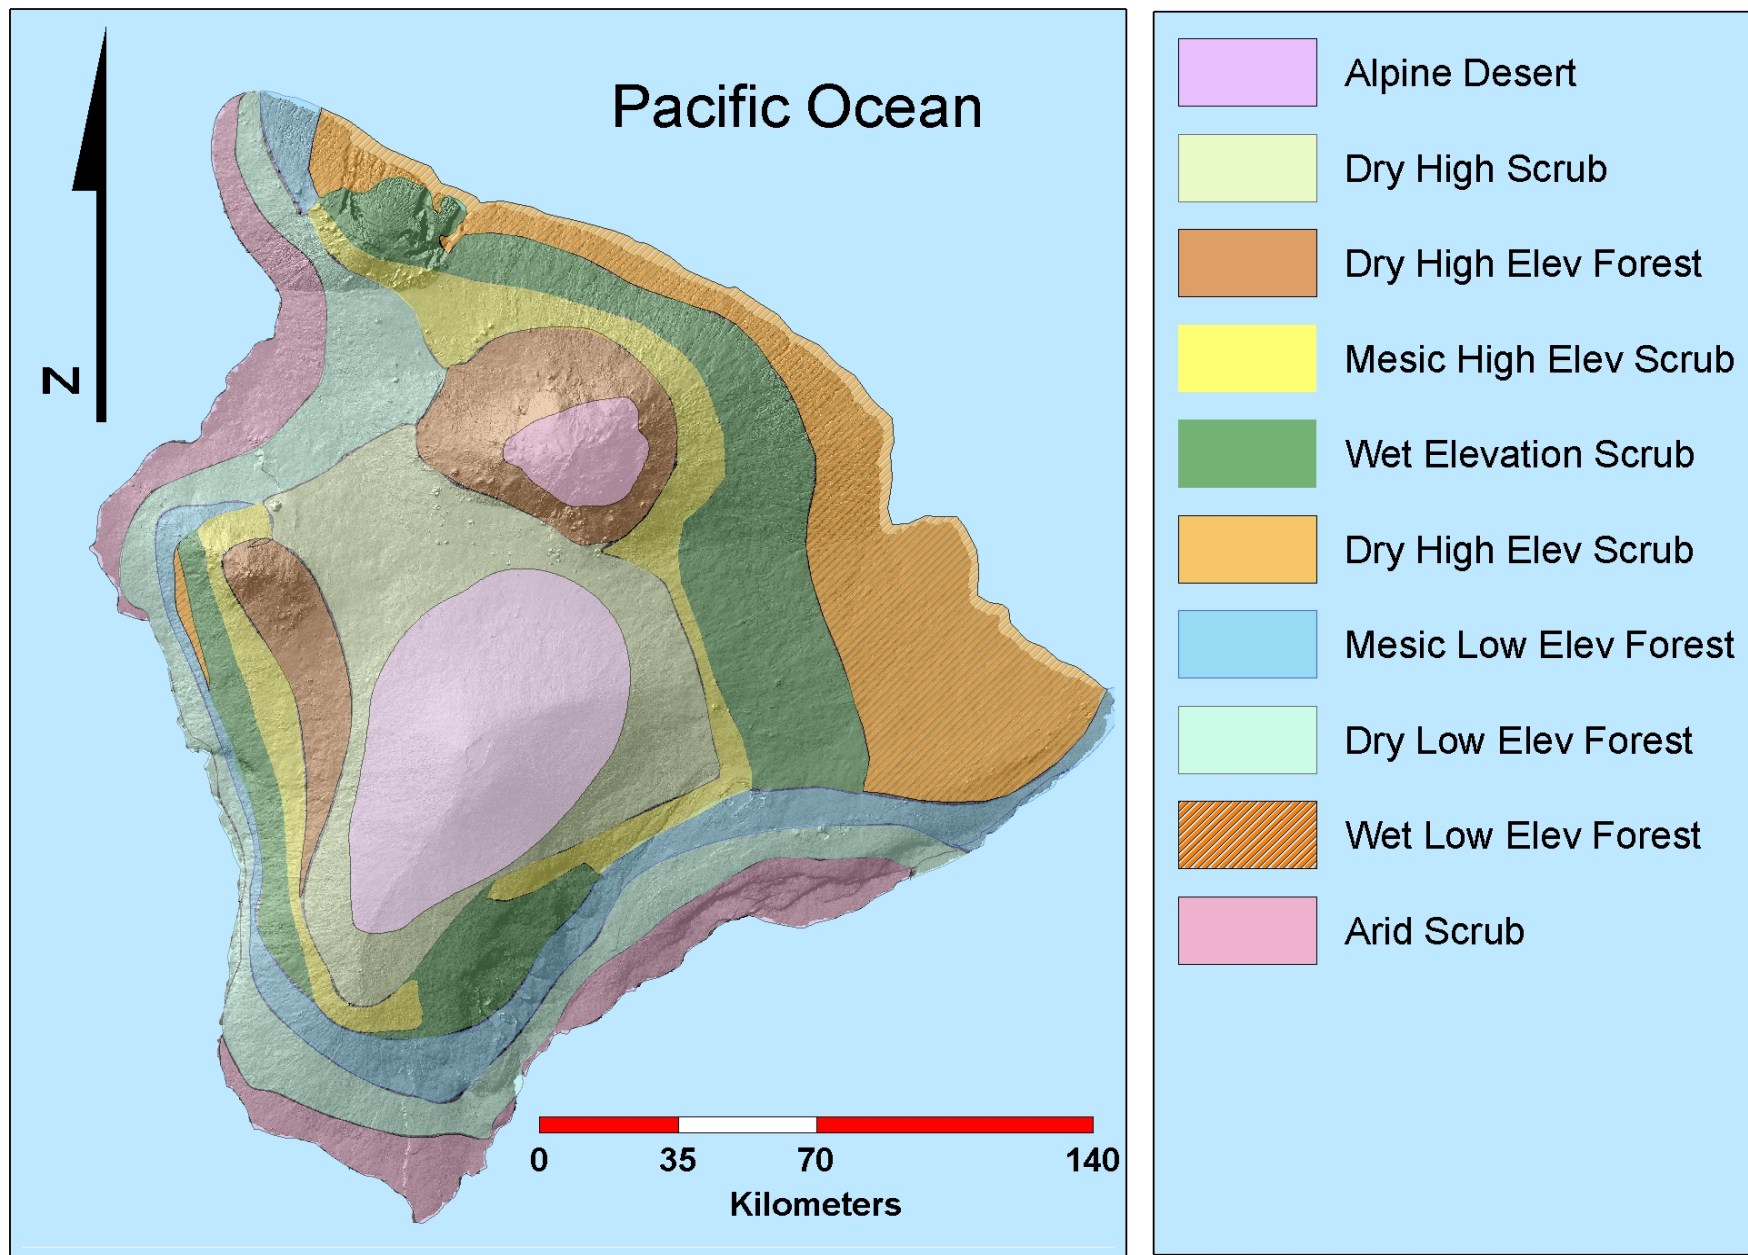 Pacific Ocean
N
0 35 70 140
Kilometers
Alpine Desert
Dry High Scrub
Dry High Elev Forest
Mesic High Elev Scrub
Wet Elevation Scrub
Dry High Elev Scrub
Mesic Low Elev Forest
Dry Low Elev Forest
Wet Low Elev Forest
Arid Scrub